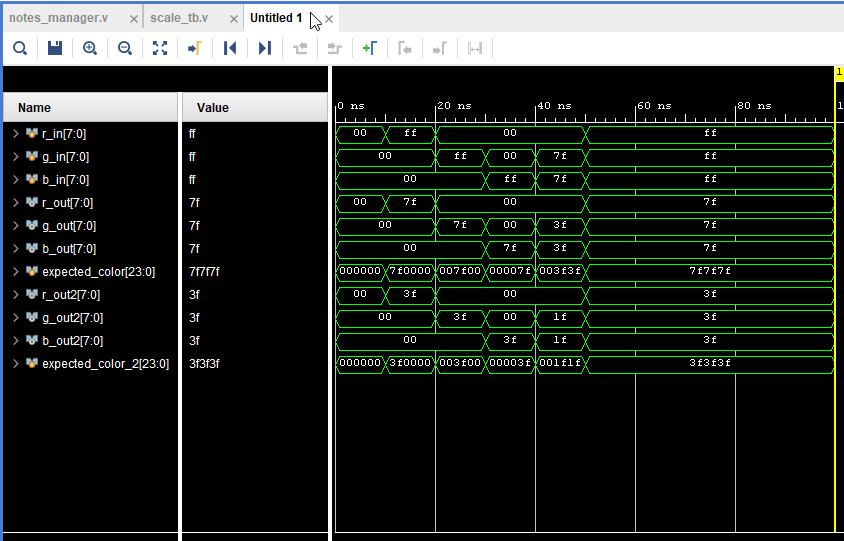 notes_manager.v × scale_tb.v × Untitled 1 ×
1
Name Value 0 ns 20 ns 40 ns 60 ns 80 ns 1
r_in[7:0] ff 00 ff 00 ff
g_in[7:0] ff 00 ff 00 7f ff
b_in[7:0] ff 00 ff 7f ff
r_out[7:0] 7f 00 7f 00 7f
g_out[7:0] 7f 00 7f 00 3f 7f
b_out[7:0] 7f 00 7f 3f 7f
expected_color[23:0] 7f7f7f 000000 7f0000 007f00 00007f 003f3f 7f7f7f
r_out2[7:0] 3f 00 3f 00 3f
g_out2[7:0] 3f 00 3f 00 1f 3f
b_out2[7:0] 3f 00 3f 1f 3f
expected_color_2[23:0] 3f3f3f 000000 3f0000 003f00 00003f 001f1f 3f3f3f